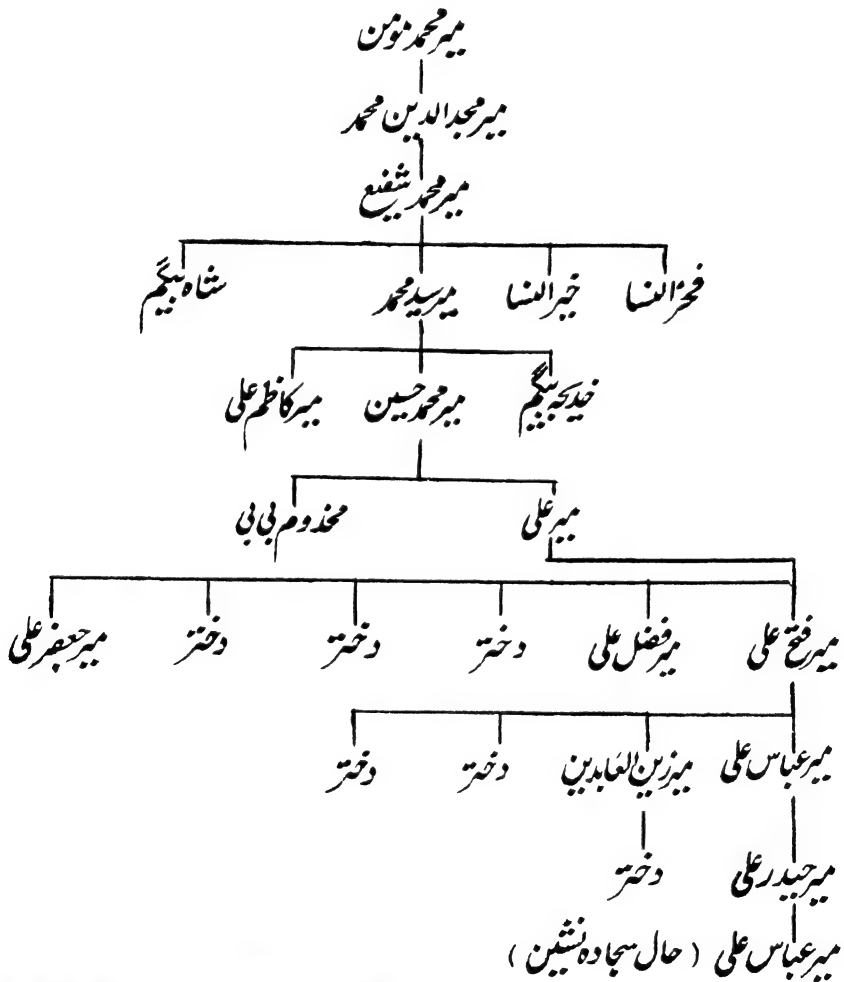 میر محمد مومن
میر مجد الدین محمد
میر محمد شفیع
فخر النسا خیر النسا میر سید محمد شاہ بیگم
خدیجہ بیگم میر محمد حسین میر کاظم علی
میر علی مخدوم بی بی
میر فتح علی میر فضل علی دختر دختر دختر میر جعفر علی
میر عباس علی میر زین العابدین دختر دختر
میر حیدر علی دختر
میر عباس علی ( حال سجادہ نشین )